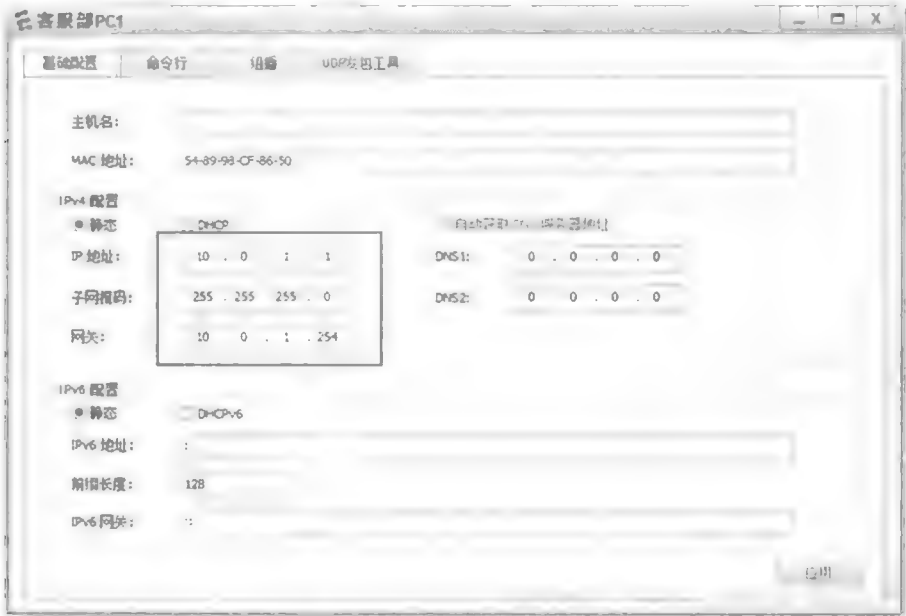 客服部PC1
基础配置 命令行 组播 UDP发包工具
主机名:
MAC 地址: 54-89-98-CF-86-50
IPv4 配置
静态 DHCP
IP 地址: 10 . 0 . 1 . 1 DNS1: 0 . 0 . 0 . 0
子网掩码: 255 . 255 . 255 . 0 DNS2: 0 . 0 . 0 . 0
网关: 10 . 0 . 1 . 254
IPv6 配置
静态 DHCPv6
IPv6 地址: ::
前缀长度: 128
IPv6 网关: ::
应用